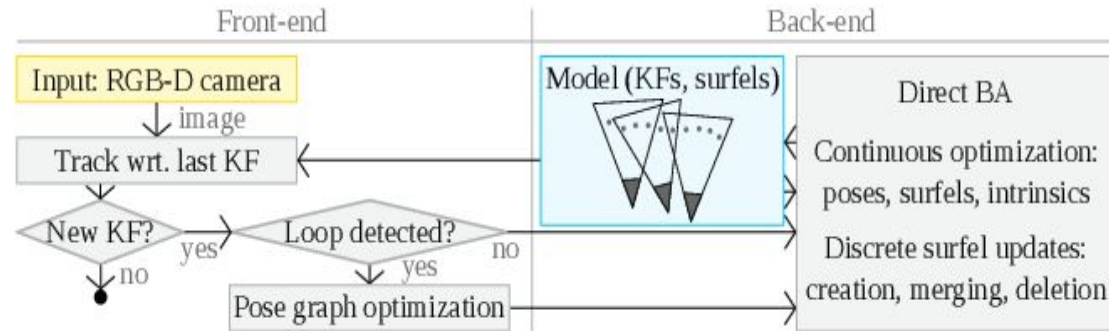 Front-end
Back-end
Input: RGB-D camera
image
Track wrt. last KF
New KF?
yes
no
Loop detected?
no
yes
Pose graph optimization
Model (KFs, surfels)
Direct BA
Continuous optimization:
poses, surfels, intrinsics
Discrete surfel updates:
creation, merging, deletion